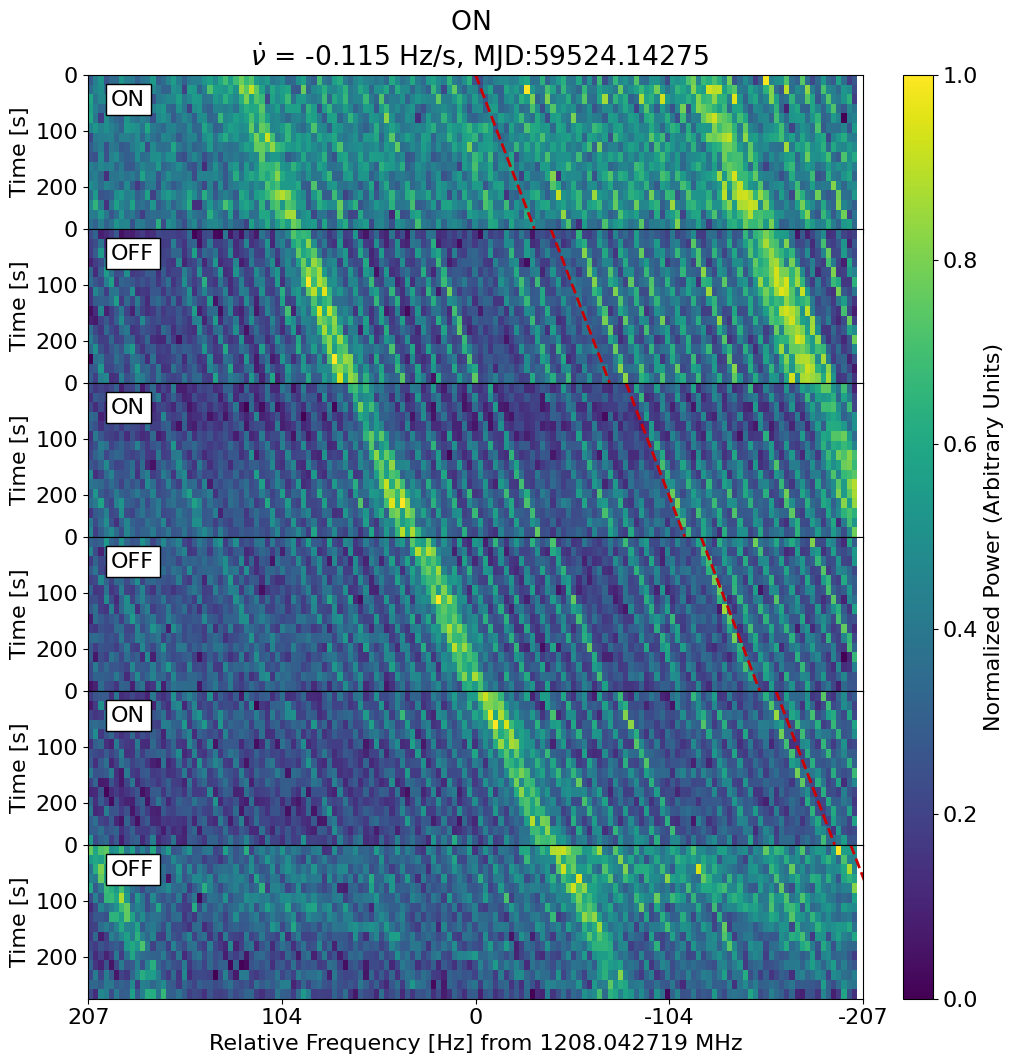 ON
ν̇ = -0.115 Hz/s, MJD:59524.14275
0
ON
100
Time [s]
200
0
OFF
100
Time [s]
200
0
ON
100
Time [s]
200
0
OFF
100
Time [s]
200
0
ON
100
Time [s]
200
0
OFF
100
Time [s]
200
207 104 0 -104 -207
Relative Frequency [Hz] from 1208.042719 MHz
1.0
0.8
0.6
0.4
0.2
0.0
Normalized Power (Arbitrary Units)